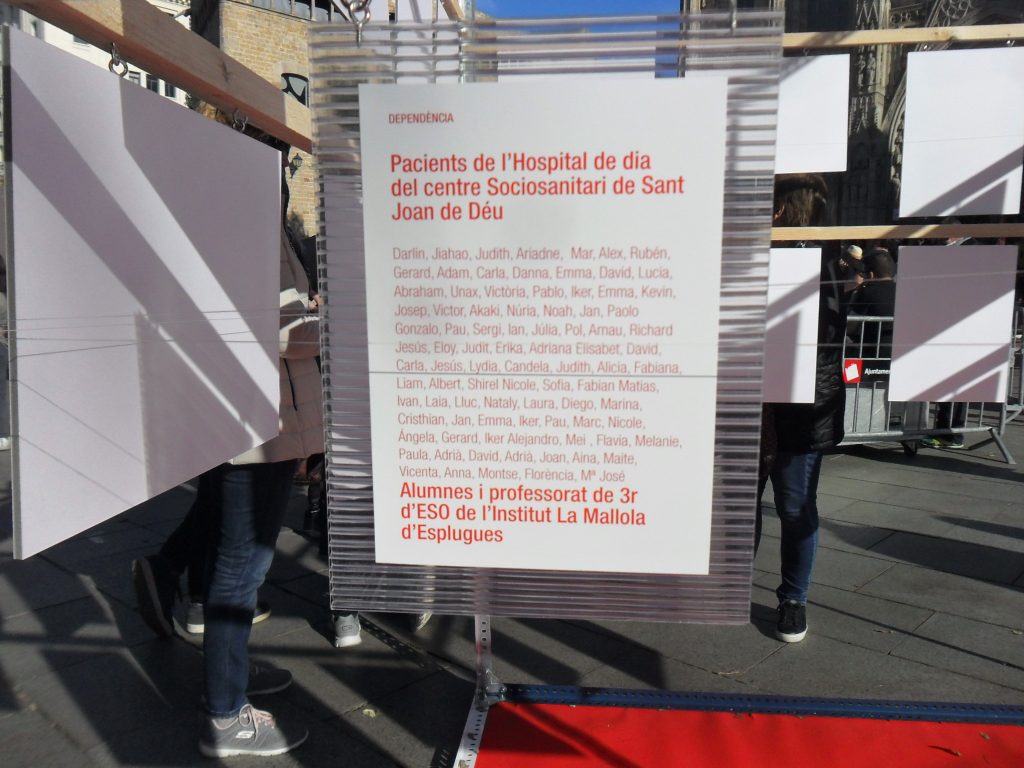 DEPENDÈNCIA
Pacients de l'Hospital de dia
del centre Sociosanitari de Sant
Joan de Déu
Darlin, Jiahao, Judith, Ariadne, Mar, Alex, Rubén,
Gerard, Adam, Carla, Danna, Emma, David, Lucia,
Abraham, Unax, Victòria, Pablo, Iker, Emma, Kevin,
Josep, Victor, Akaki, Núria, Noah, Jan, Paolo
Gonzalo, Pau, Sergi, Ian, Júlia, Pol, Arnau, Richard
Jesús, Eloy, Judit, Erika, Adriana Elisabet, David,
Carla, Jesús, Lydia, Candela, Judith, Alicia, Fabiana,
Liam, Albert, Shirel Nicole, Sofia, Fabian Matias,
Ivan, Laia, Lluc, Nataly, Laura, Diego, Marina,
Cristhian, Jan, Emma, Iker, Pau, Marc, Nicole,
Àngela, Gerard, Iker Alejandro, Mei , Flavia, Melanie,
Paula, Adrià, David, Adrià, Joan, Aina, Maite,
Vicenta, Anna, Montse, Florència, Mª José
Alumnes i professorat de 3r
d'ESO de l'Institut La Mallola
d'Esplugues
Ajuntament